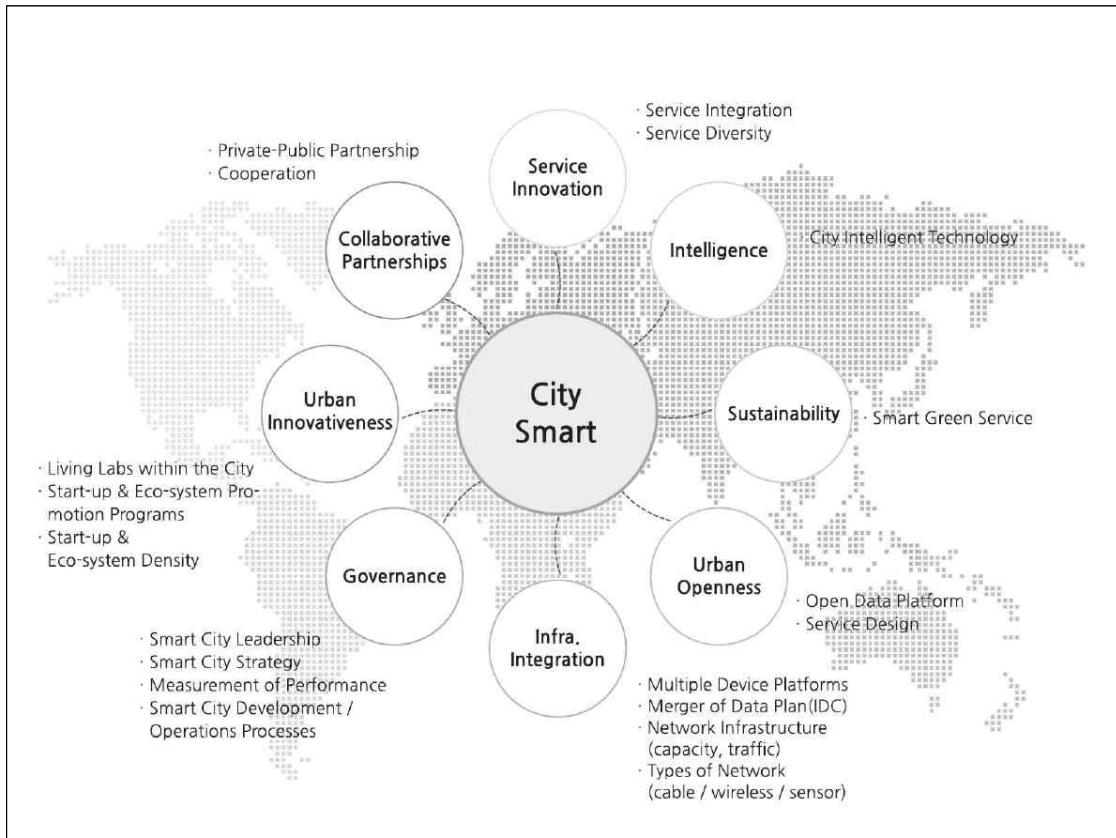 · Service Integration
· Service Diversity
Service
Innovation
· Private-Public Partnership
· Cooperation
Collaborative
Partnerships
Intelligence
· City Intelligent Technology
City
Smart
Urban
Innovativeness
Sustainability
· Smart Green Service
· Living Labs within the City
· Start-up & Eco-system Pro-
motion Programs
· Start-up &
Eco-system Density
Governance
Urban
Openness
· Open Data Platform
· Service Design
Infra.
Integration
· Smart City Leadership
· Smart City Strategy
· Measurement of Performance
· Smart City Development /
Operations Processes
· Multiple Device Platforms
· Merger of Data Plan(IDC)
· Network Infrastructure
(capacity, traffic)
· Types of Network
(cable / wireless / sensor)